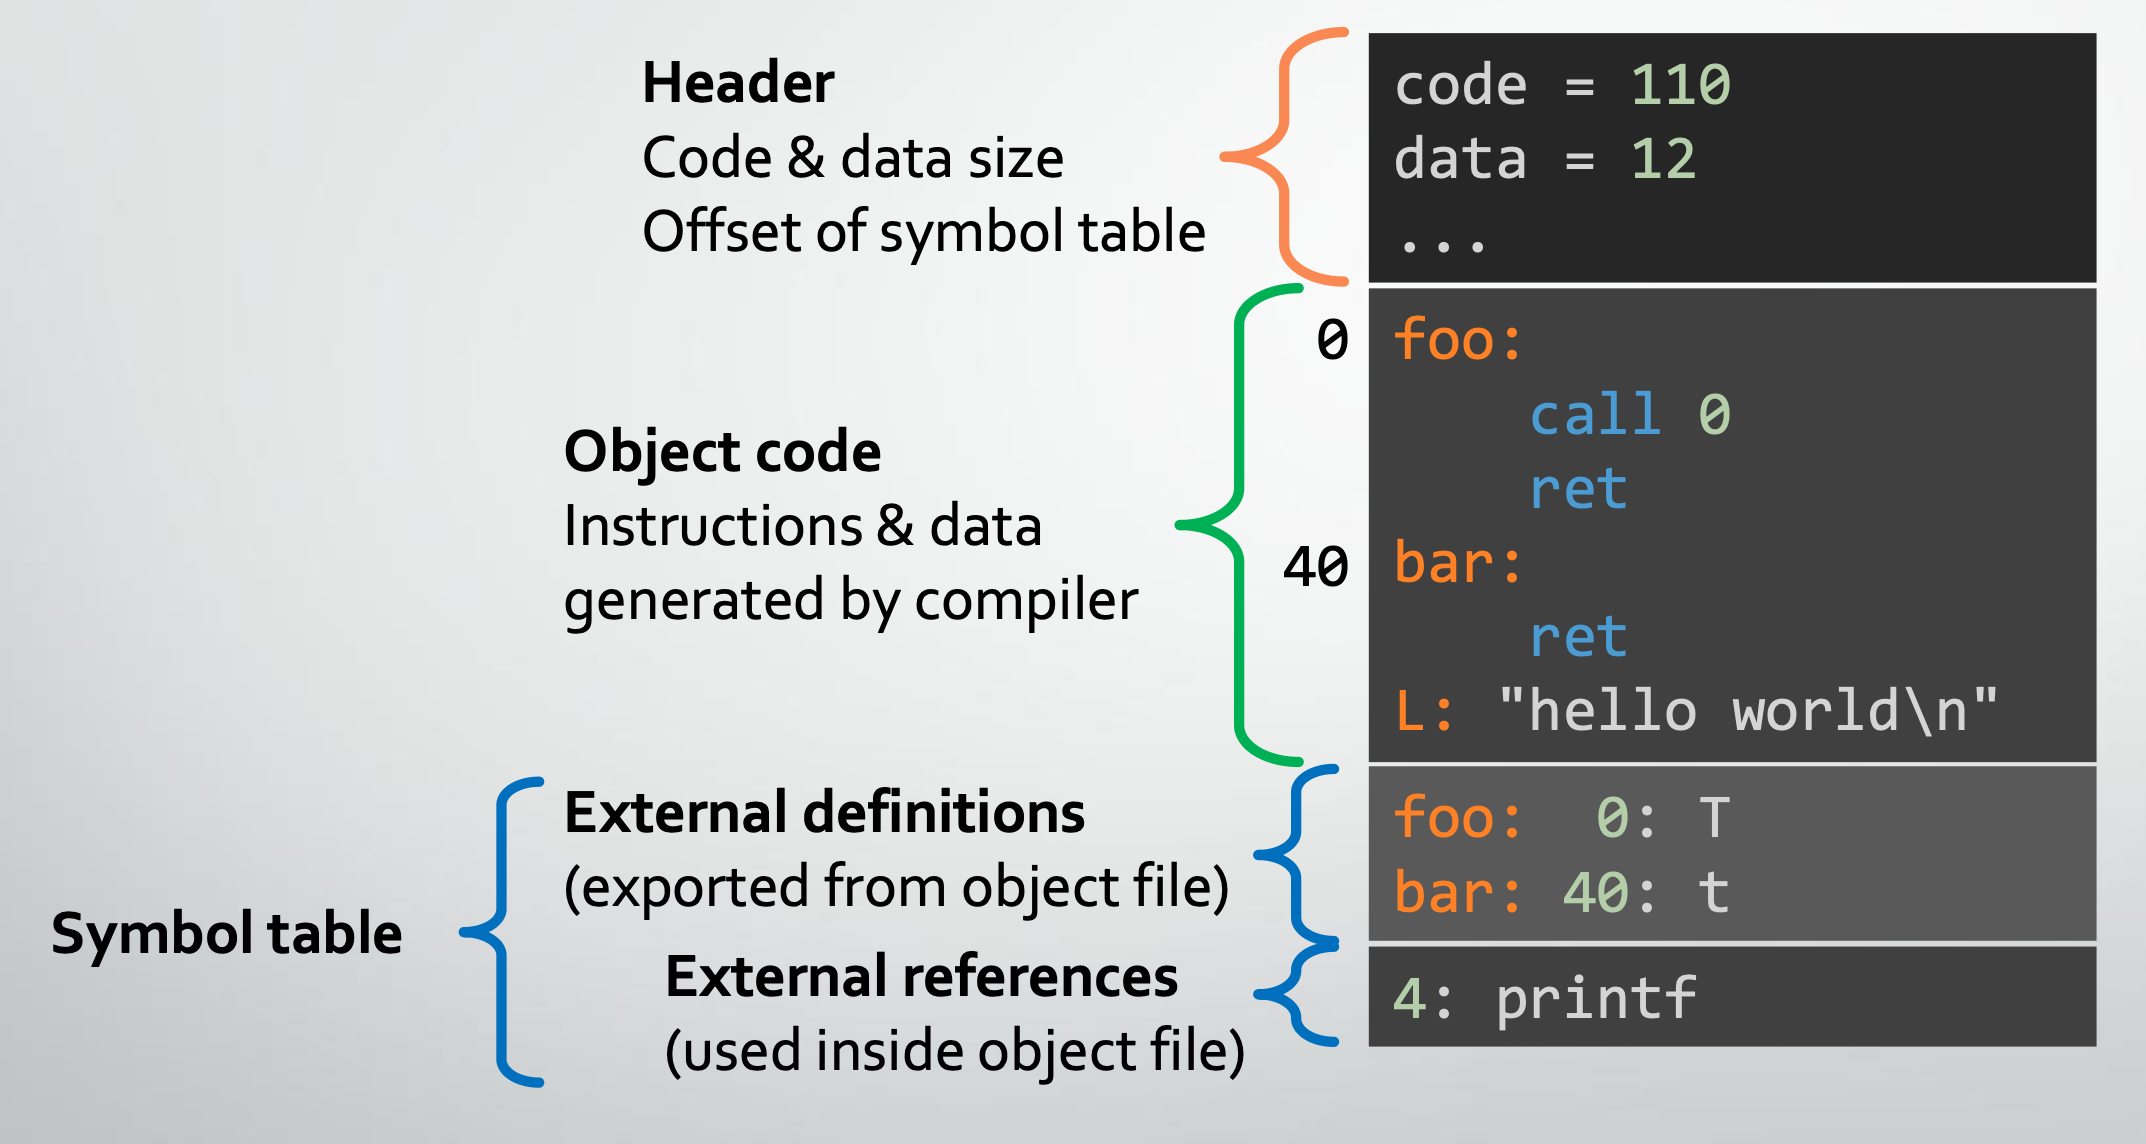 Header
Code & data size
Offset of symbol table
code = 110
data = 12
...
Object code
Instructions & data
generated by compiler
0
40
foo:
call 0
ret
bar:
ret
L: "hello world\n"
Symbol table
External definitions
(exported from object file)
foo: 0: T
bar: 40: t
External references
(used inside object file)
4: printf